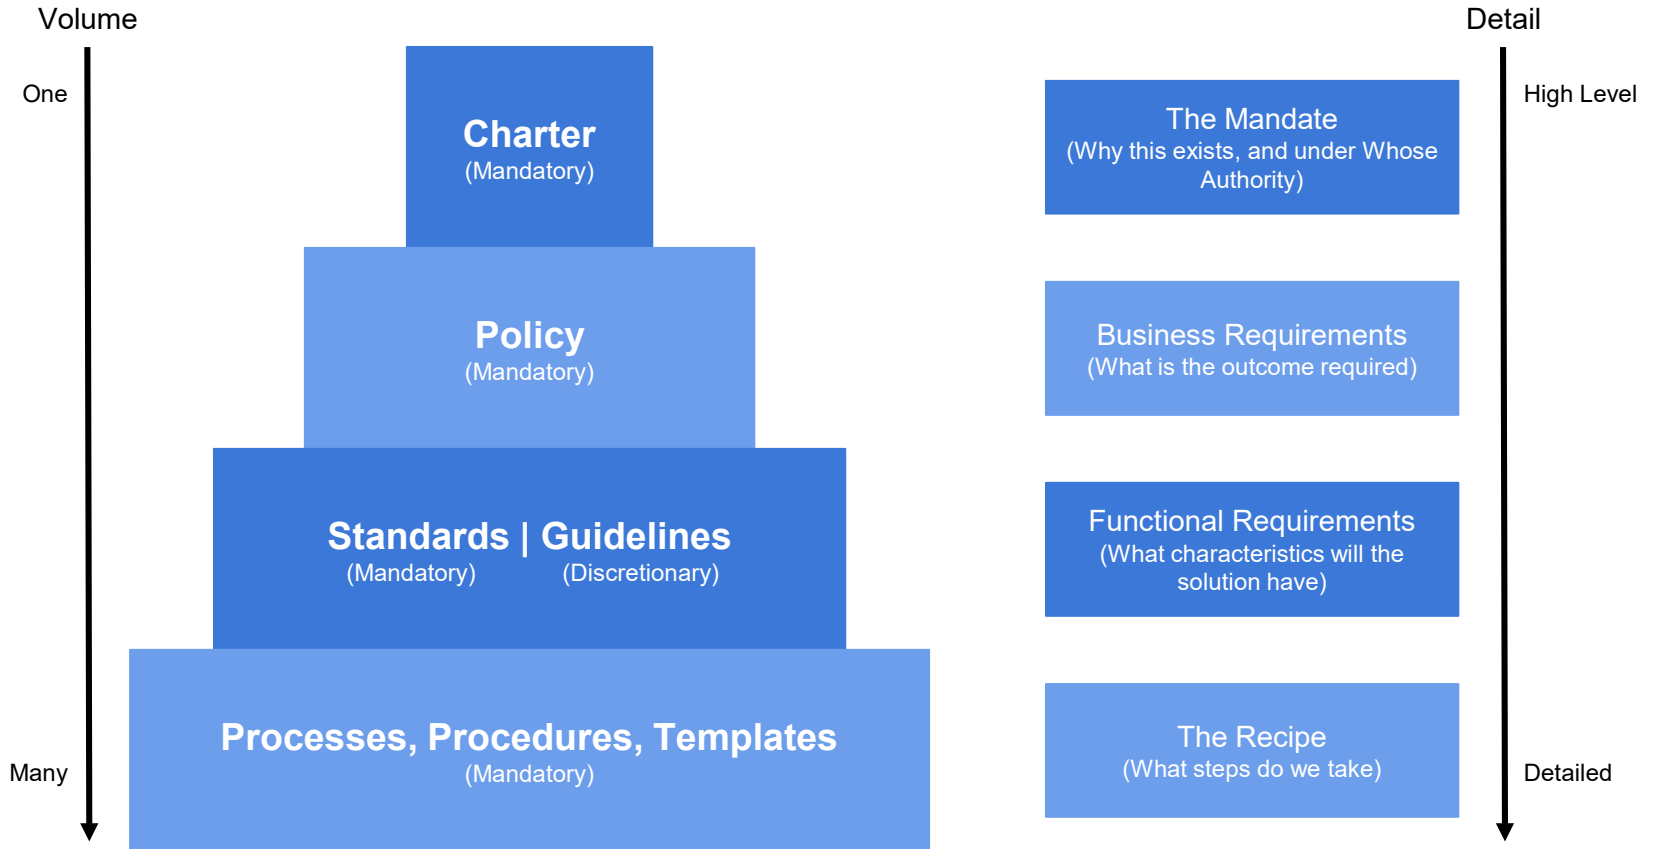 Volume
Detail
One
High Level
Charter
(Mandatory)
The Mandate
(Why this exists, and under Whose
Authority)
Policy
(Mandatory)
Business Requirements
(What is the outcome required)
Standards | Guidelines
(Mandatory) (Discretionary)
Functional Requirements
(What characteristics will the
solution have)
Processes, Procedures, Templates
(Mandatory)
The Recipe
(What steps do we take)
Many
Detailed